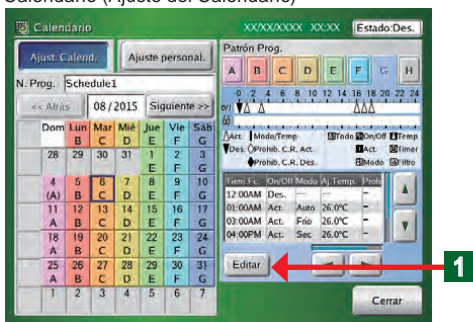 Calendario (Ajuste del Calendario)
Calendario
XX/XX/XXXX XX:XX
Estado:Des.
Ajust. Calend.
Ajuste personal.
N. Prog.
Schedule1
<< Atrás
08 / 2015
Siguiente >>
Dom Lun Mar Mié Jue Vie Sáb
B C D E F G
28 29 30 31 1 2 3
E F G
4 5 6 7 8 9 10
(A) B C D E F G
11 12 13 14 15 16 17
A B C D E F G
18 19 20 21 22 23 24
A B C D E F G
25 26 27 28 29 30 31
A B C D E F G
1 2 3 4 5 6 7
Patrón Prog.
A B C D E F G H
0 2 4 6 8 10 12 14 16 18 20 22 24
Act. Moda/Temp Todo On/Off Temp
Des. Prohib. C.R. Act. Act. Timer
Prohib. C.R. Des. Modo Filtro
Tiem.Fc. On/Off Modo Aj. Temp. Proh
12:00AM Des. — — -
01:00AM Act. Auto 26.0°C -
03:00AM Act. Frío 26.0°C -
04:00PM Act. Sec 26.0°C -
Editar
1
Cerrar